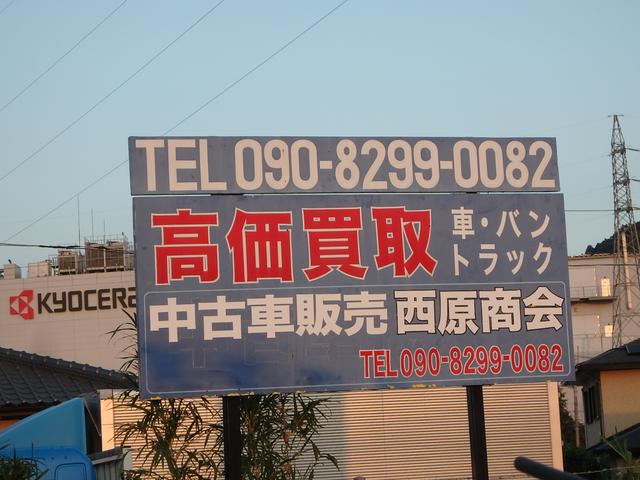 TEL 090-8299-0082
高価買取 車・バン
トラック
中古車販売 西原商会
TEL 090-8299-0082
KYOCERA